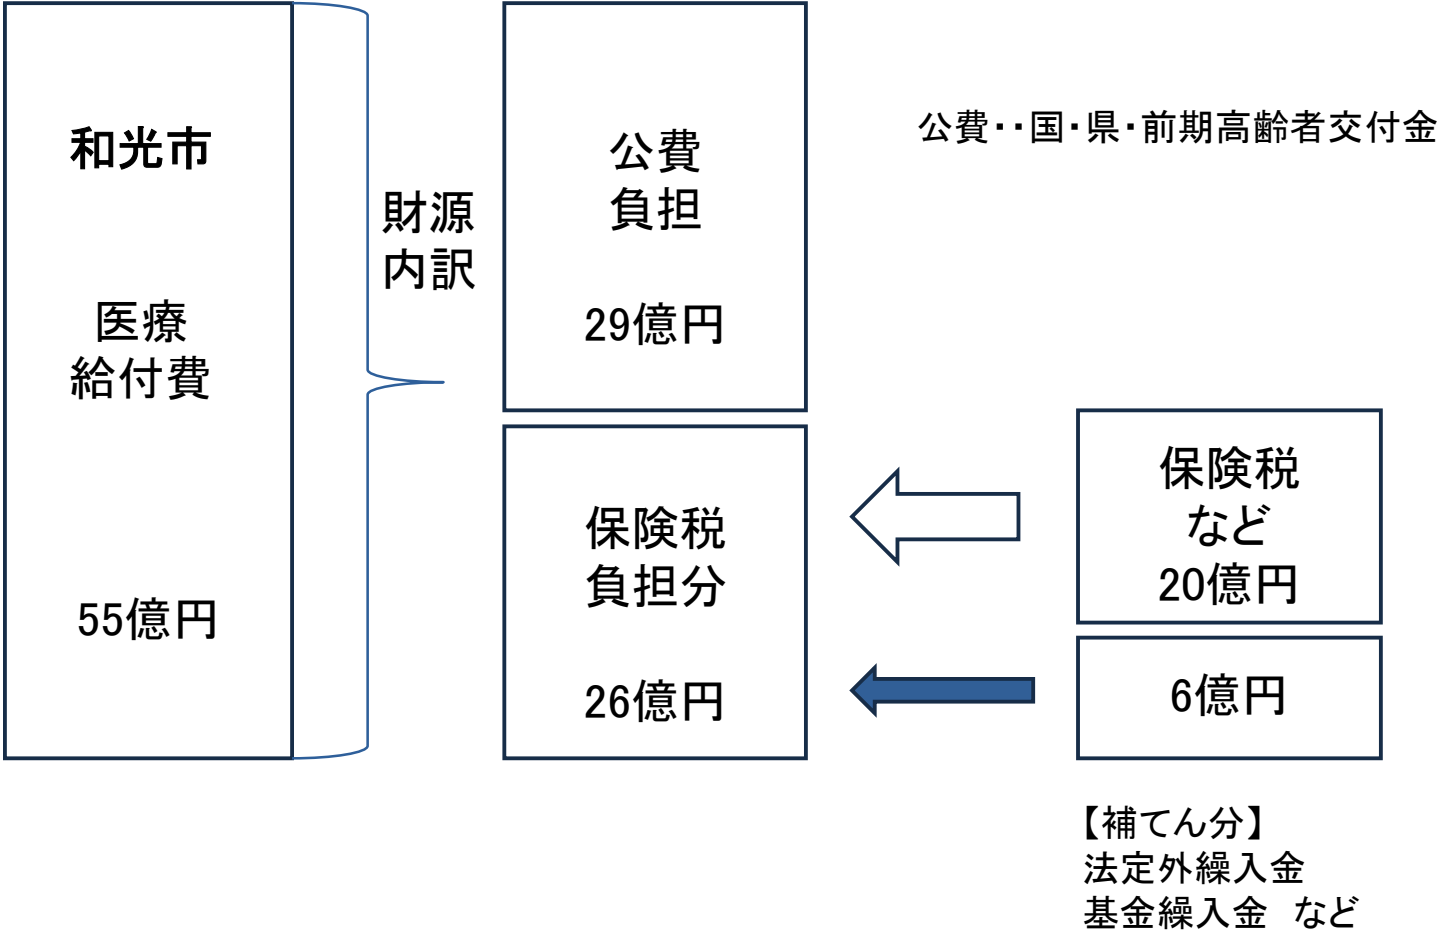 和光市
医療
給付費
55億円
財源
内訳
公費
負担
29億円
公費・・国・県・前期高齢者交付金
保険税
負担分
26億円
保険税
など
20億円
6億円
【補てん分】
法定外繰入金
基金繰入金　など